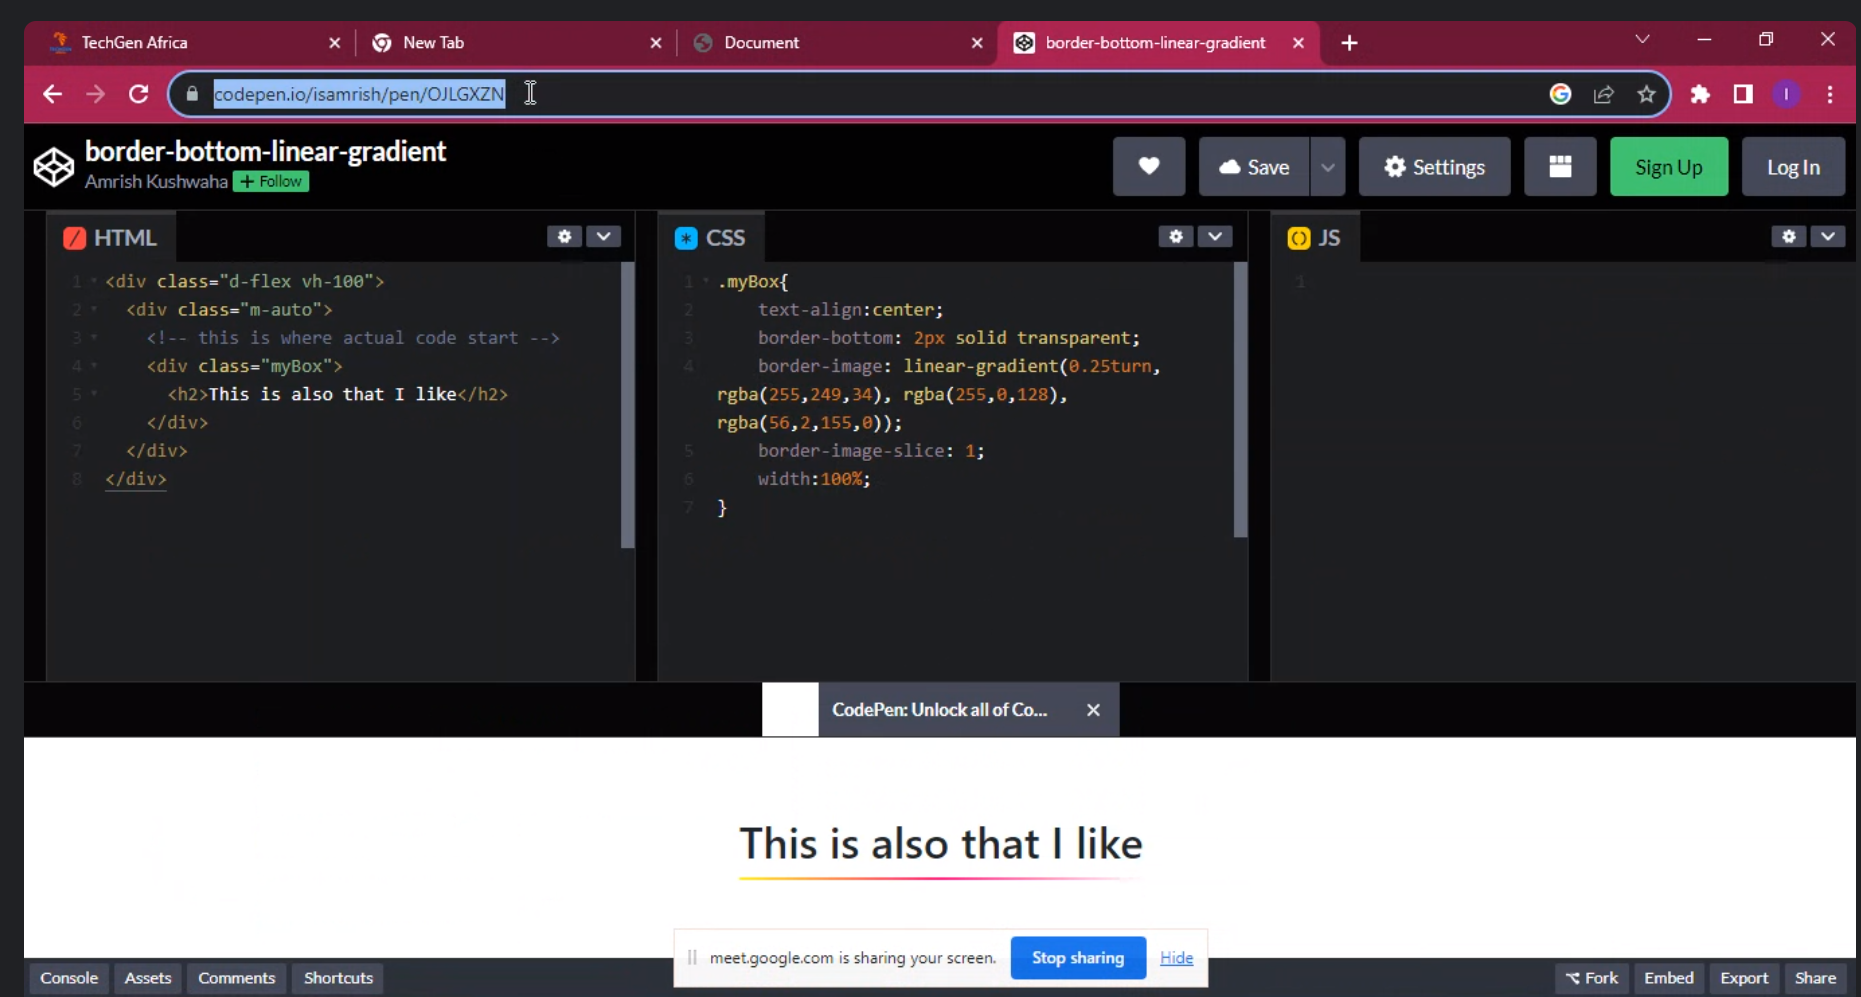 TechGen Africa
New Tab
Document
border-bottom-linear-gradient
codepen.io/isamrish/pen/OJLGXZN
I
border-bottom-linear-gradient
Amrish Kushwaha + Follow
Save
Settings
Sign Up
Log In
HTML
1 <div class="d-flex vh-100">
2 <div class="m-auto">
3 <!-- this is where actual code start -->
4 <div class="myBox">
5 <h2>This is also that I like</h2>
6 </div>
7 </div>
8 </div>
CSS
1 .myBox{
2 text-align:center;
3 border-bottom: 2px solid transparent;
4 border-image: linear-gradient(0.25turn,
rgba(255,249,34), rgba(255,0,128),
rgba(56,2,155,0));
5 border-image-slice: 1;
6 width:100%;
7 }
JS
1
CodePen: Unlock all of Co...
This is also that I like
meet.google.com is sharing your screen.
Stop sharing
Hide
Console
Assets
Comments
Shortcuts
Fork
Embed
Export
Share